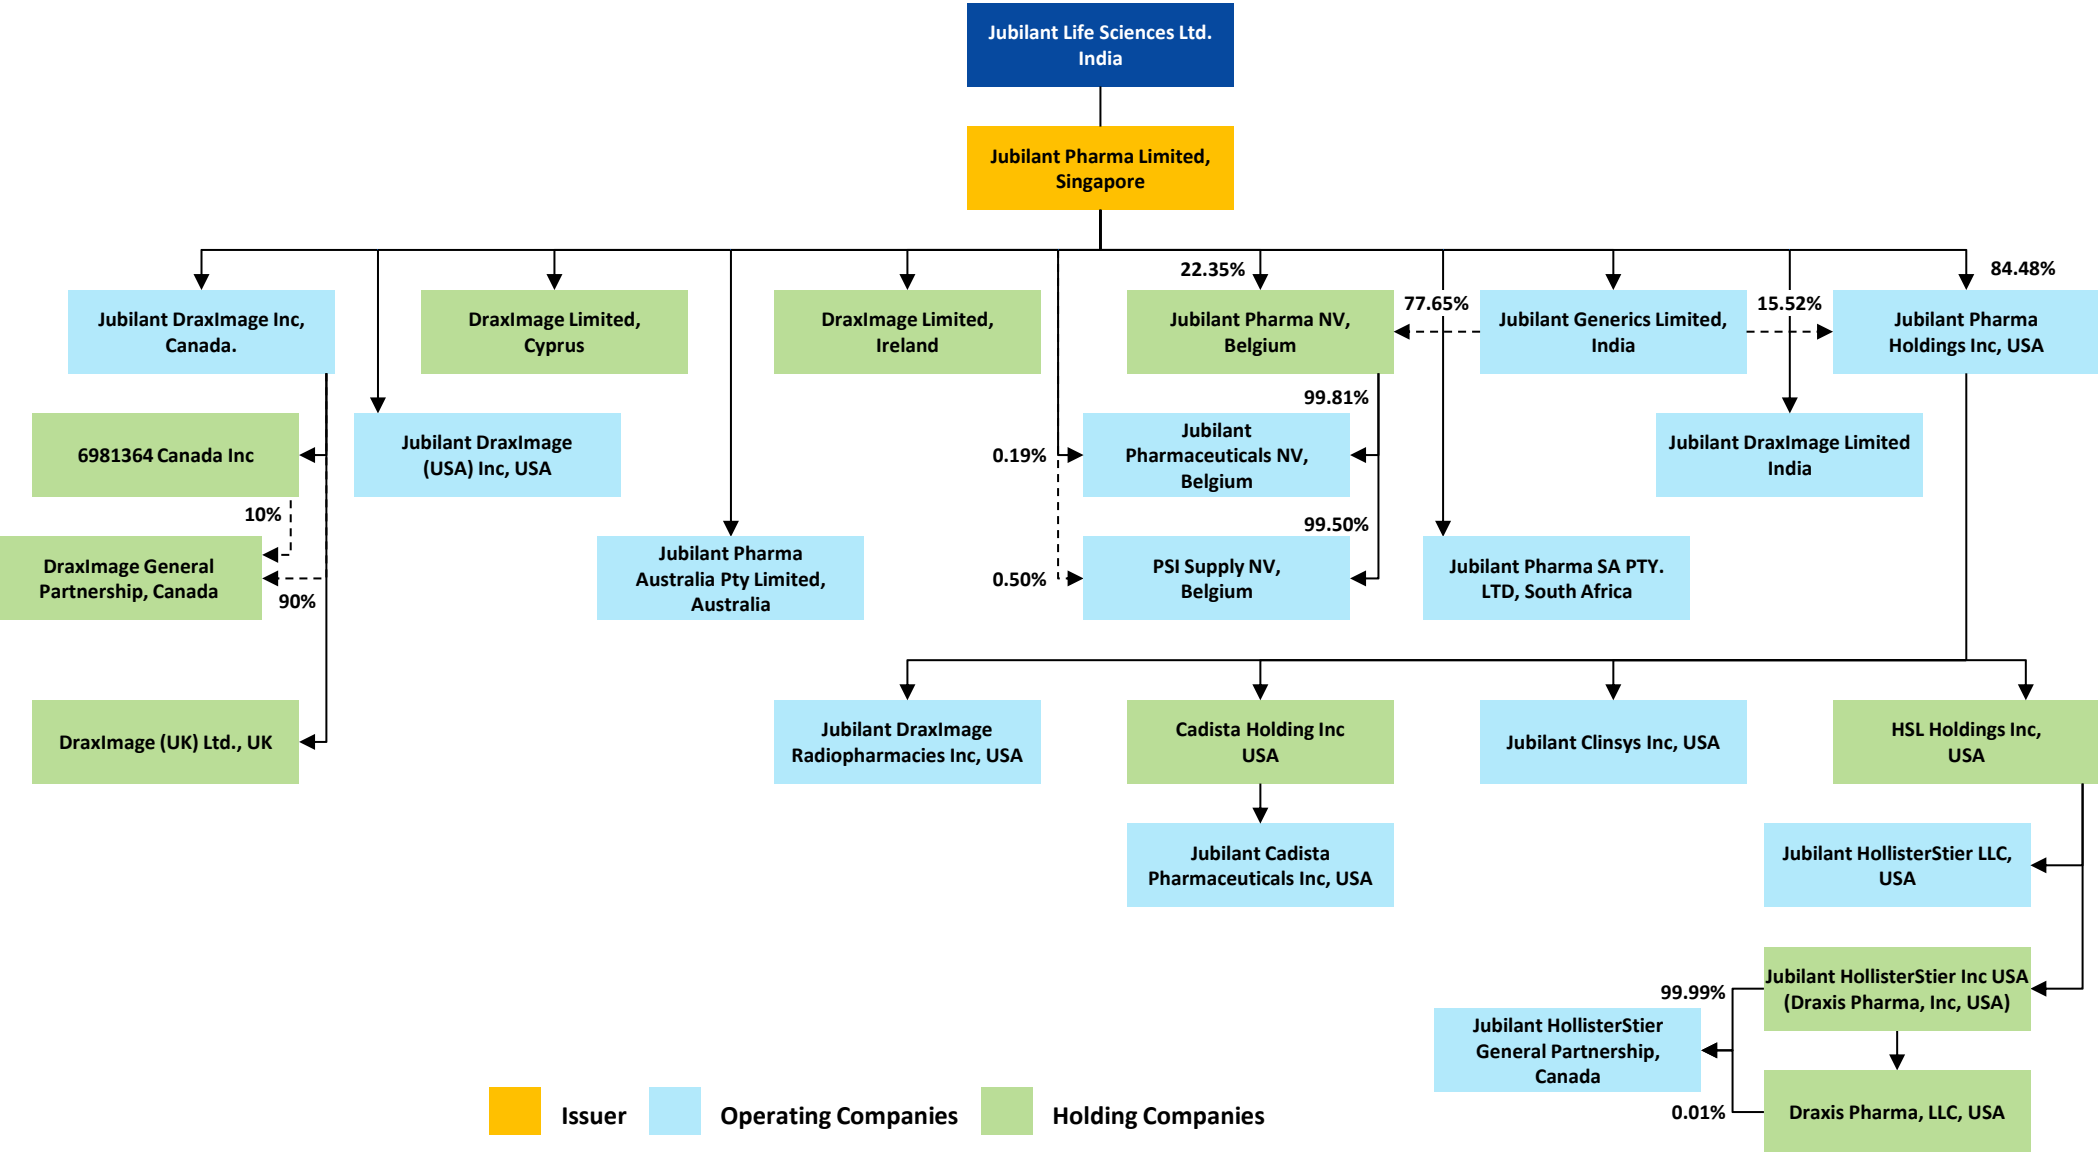 Jubilant Life Sciences Ltd.
India
Jubilant Pharma Limited,
Singapore
22.35%
84.48%
77.65%
15.52%
Jubilant DraxImage Inc,
Canada.
DraxImage Limited,
Cyprus
DraxImage Limited,
Ireland
Jubilant Pharma NV,
Belgium
Jubilant Generics Limited,
India
Jubilant Pharma
Holdings Inc, USA
99.81%
6981364 Canada Inc
Jubilant DraxImage
(USA) Inc, USA
0.19%
Jubilant
Pharmaceuticals NV,
Belgium
Jubilant DraxImage Limited
India
10%
99.50%
DraxImage General
Partnership, Canada
90%
Jubilant Pharma
Australia Pty Limited,
Australia
0.50%
PSI Supply NV,
Belgium
Jubilant Pharma SA PTY.
LTD, South Africa
DraxImage (UK) Ltd., UK
Jubilant DraxImage
Radiopharmacies Inc, USA
Cadista Holding Inc
USA
Jubilant Clinsys Inc, USA
HSL Holdings Inc,
USA
Jubilant Cadista
Pharmaceuticals Inc, USA
Jubilant HollisterStier LLC,
USA
Jubilant HollisterStier Inc USA
(Draxis Pharma, Inc, USA)
99.99%
Jubilant HollisterStier
General Partnership,
Canada
0.01%
Draxis Pharma, LLC, USA
Issuer
Operating Companies
Holding Companies